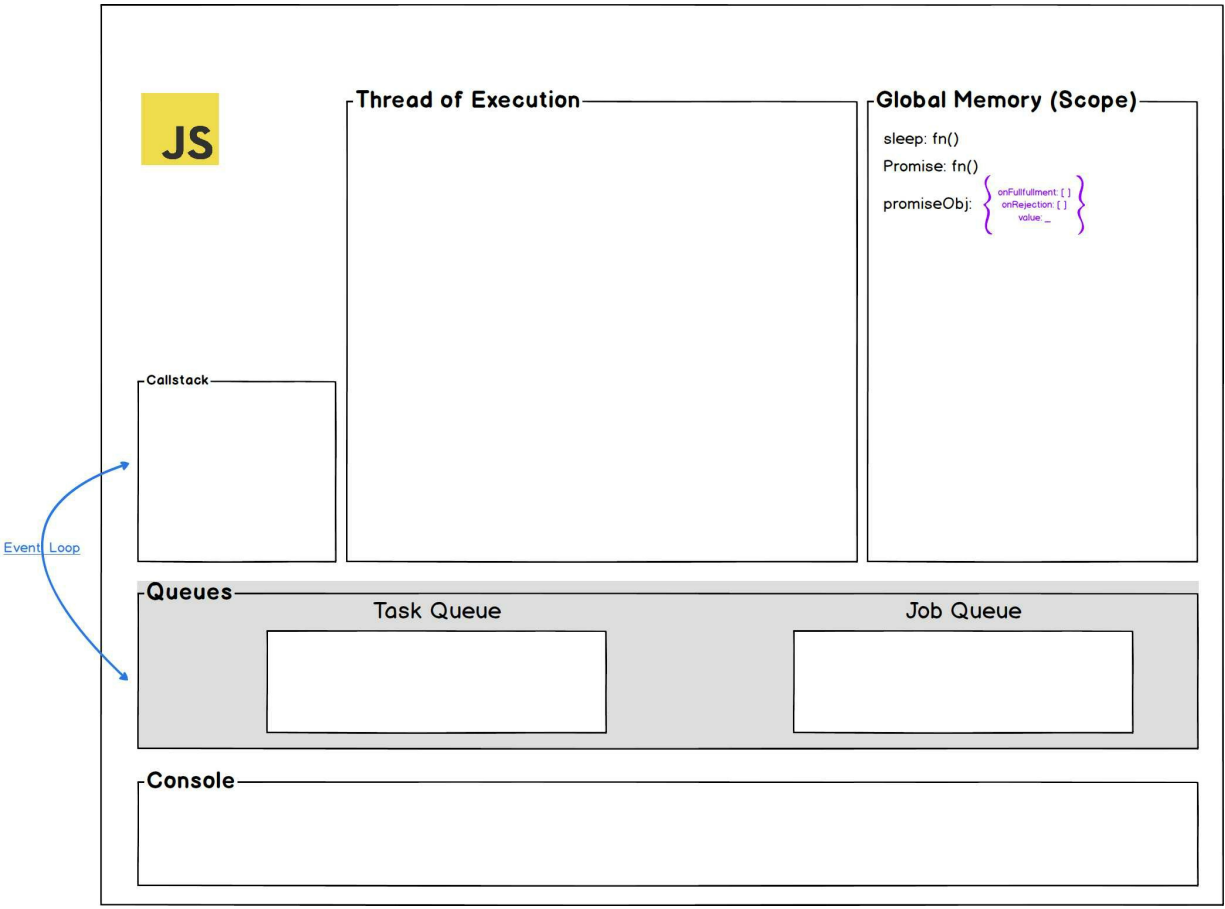 JS
Thread of Execution
Global Memory (Scope)
sleep: fn()
Promise: fn()
promiseObj:
onFullfullment: [ ]
onRejection: [ ]
value: _
Callstack
Event Loop
Queues
Task Queue
Job Queue
Console